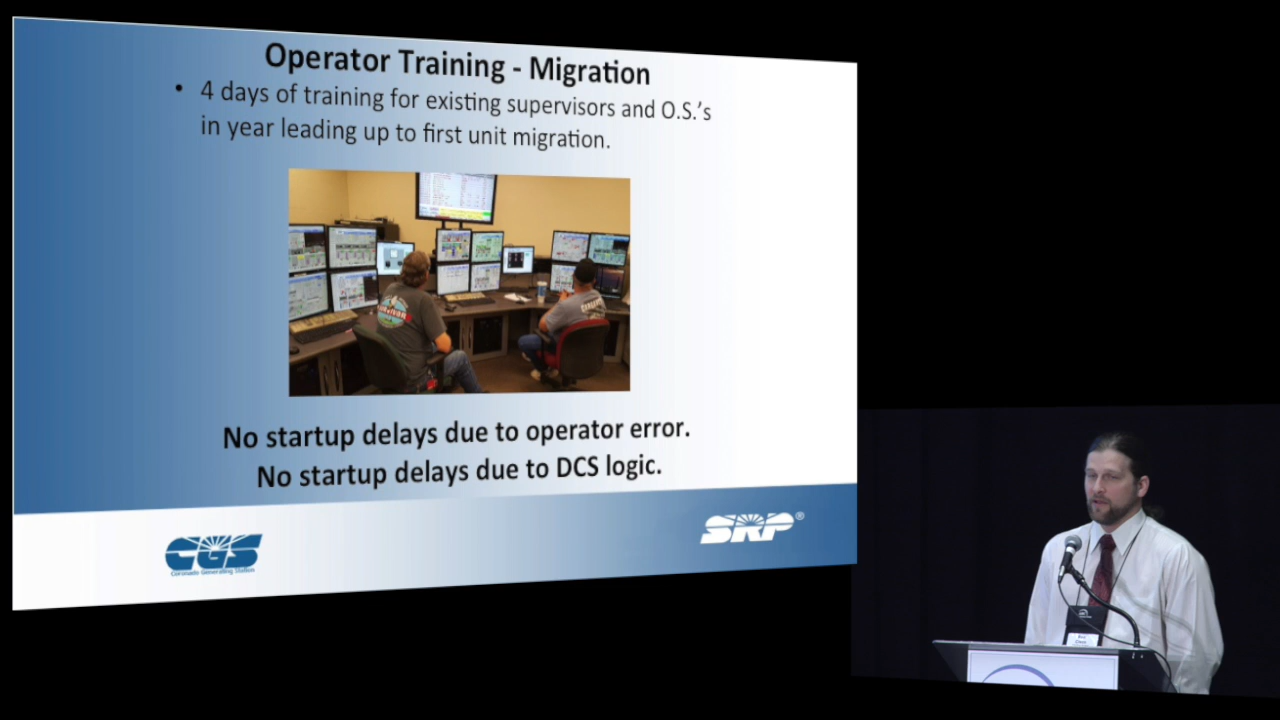 Operator Training - Migration
• 4 days of training for existing supervisors and O.S.'s
in year leading up to first unit migration.
No startup delays due to operator error.
No startup delays due to DCS logic.
CGS
Coronado Generating Station
SRP®